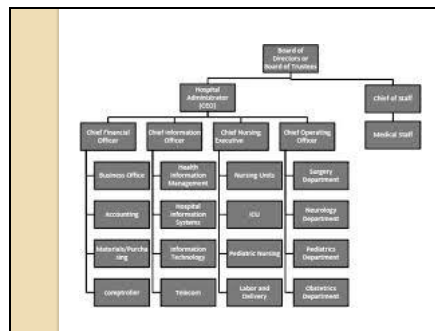 Board of
Directors or
Board of Trustees
Hospital
Administrator
(CEO)
Chief of Staff
Chief Financial
Officer
Chief Information
Officer
Chief Nursing
Executive
Chief Operating
Officer
Medical Staff
Business Office
Health
Information
Management
Nursing Units
Surgery
Department
Accounting
Hospital
Information
Systems
ICU
Neurology
Department
Materials/Purcha
sing
Information
Technology
Pediatric Nursing
Pediatrics
Department
Comptroller
Telecom
Labor and
Delivery
Obstetrics
Department